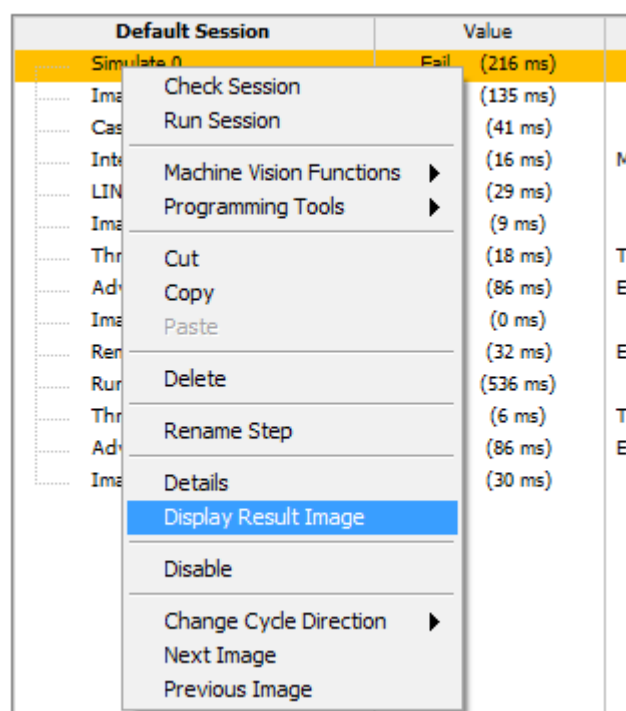 Default Session Value
Simulate 0 Fail (216 ms)
Check Session
(135 ms)
Run Session
(41 ms)
(16 ms)
Machine Vision Functions
(29 ms)
Programming Tools
(9 ms)
Cut
(18 ms)
Copy
(86 ms)
Paste
(0 ms)
(32 ms)
Delete
(536 ms)
(6 ms)
Rename Step
(86 ms)
Details
(30 ms)
Display Result Image
Disable
Change Cycle Direction
Next Image
Previous Image